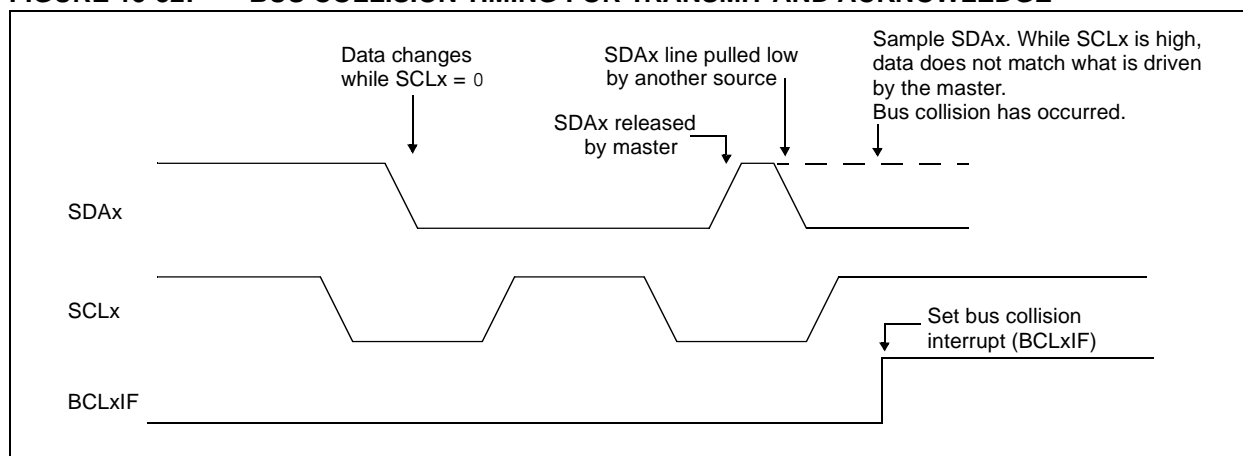 Data changes
while SCLx = 0
SDAx line pulled low
by another source
Sample SDAx. While SCLx is high,
data does not match what is driven
by the master.
Bus collision has occurred.
SDAx released
by master
SDAx
SCLx
Set bus collision
interrupt (BCLxIF)
BCLxIF